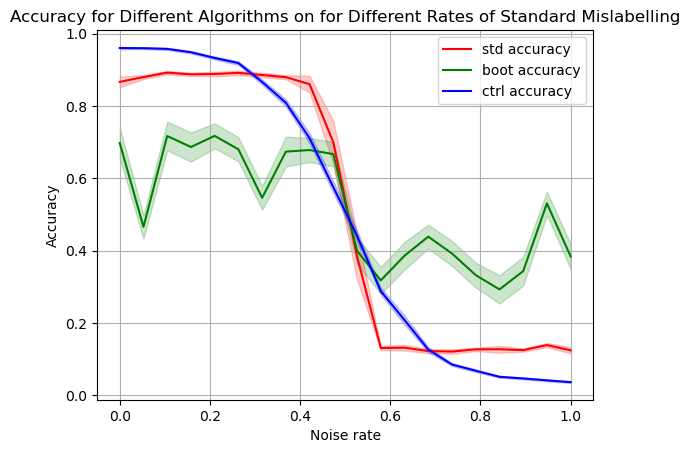 Accuracy for Different Algorithms on for Different Rates of Standard Mislabelling
1.0
0.8
0.6
0.4
0.2
0.0
Accuracy
std accuracy
boot accuracy
ctrl accuracy
0.0 0.2 0.4 0.6 0.8 1.0
Noise rate